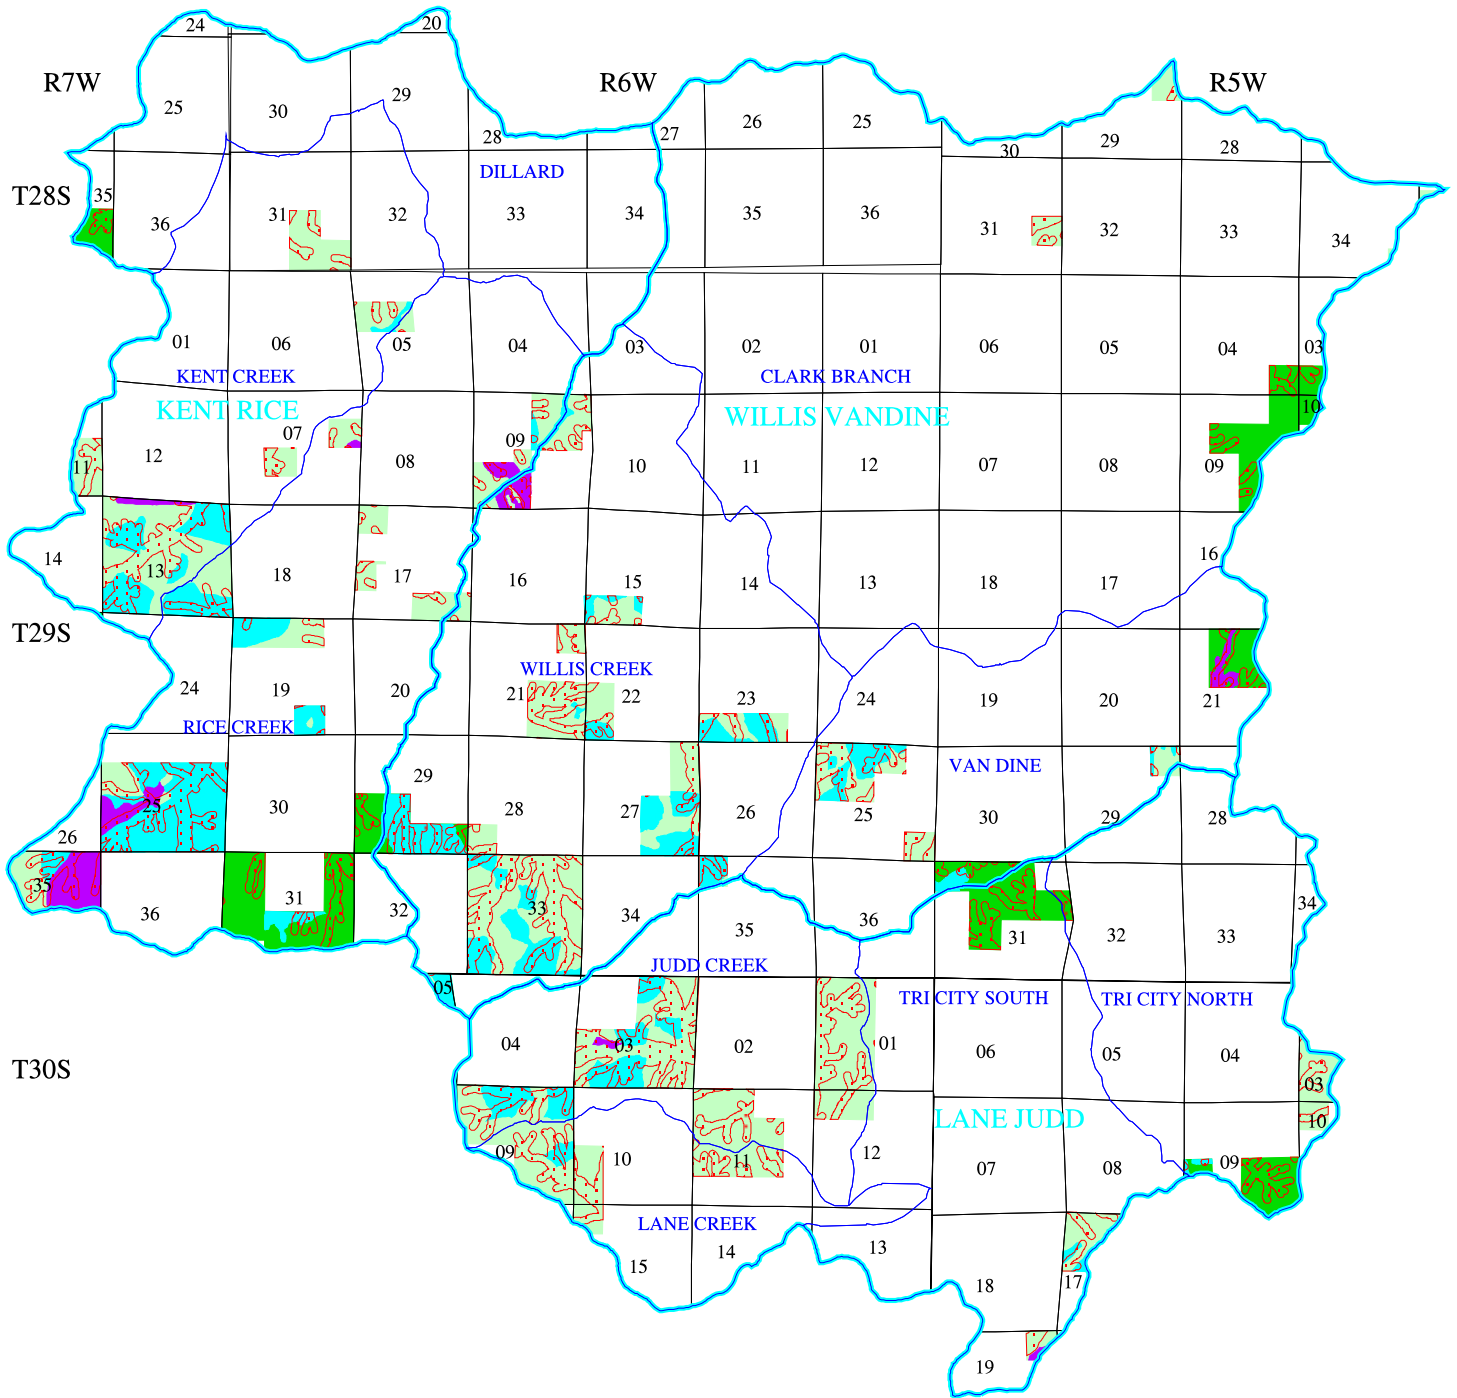 24 20
R7W R6W R5W
25 30 29 28 27 26 25 30 29 28
DILLARD
T28S 35 36 31 32 33 34 35 36 31 32 33 34
01 06 05 04 03 02 01 06 05 04 03
KENT CREEK CLARK BRANCH
KENT RICE WILLIS VANDINE
10
11 12 07 08 09 10 11 12 07 08 09
14 13 18 17 16 15 14 13 18 17 16
T29S
WILLIS CREEK
24 19 20 21 22 23 24 19 20 21
RICE CREEK
VAN DINE
26 25 30 29 28 27 26 25 30 29 28
35 36 31 32 33 34 35 36 31 32 33 34
JUDD CREEK
05 TRI CITY SOUTH TRI CITY NORTH
T30S 04 03 02 01 06 05 04 03
LANE JUDD
10
09 10 11 12 07 08 09
LANE CREEK
15 14 13 18 17
19